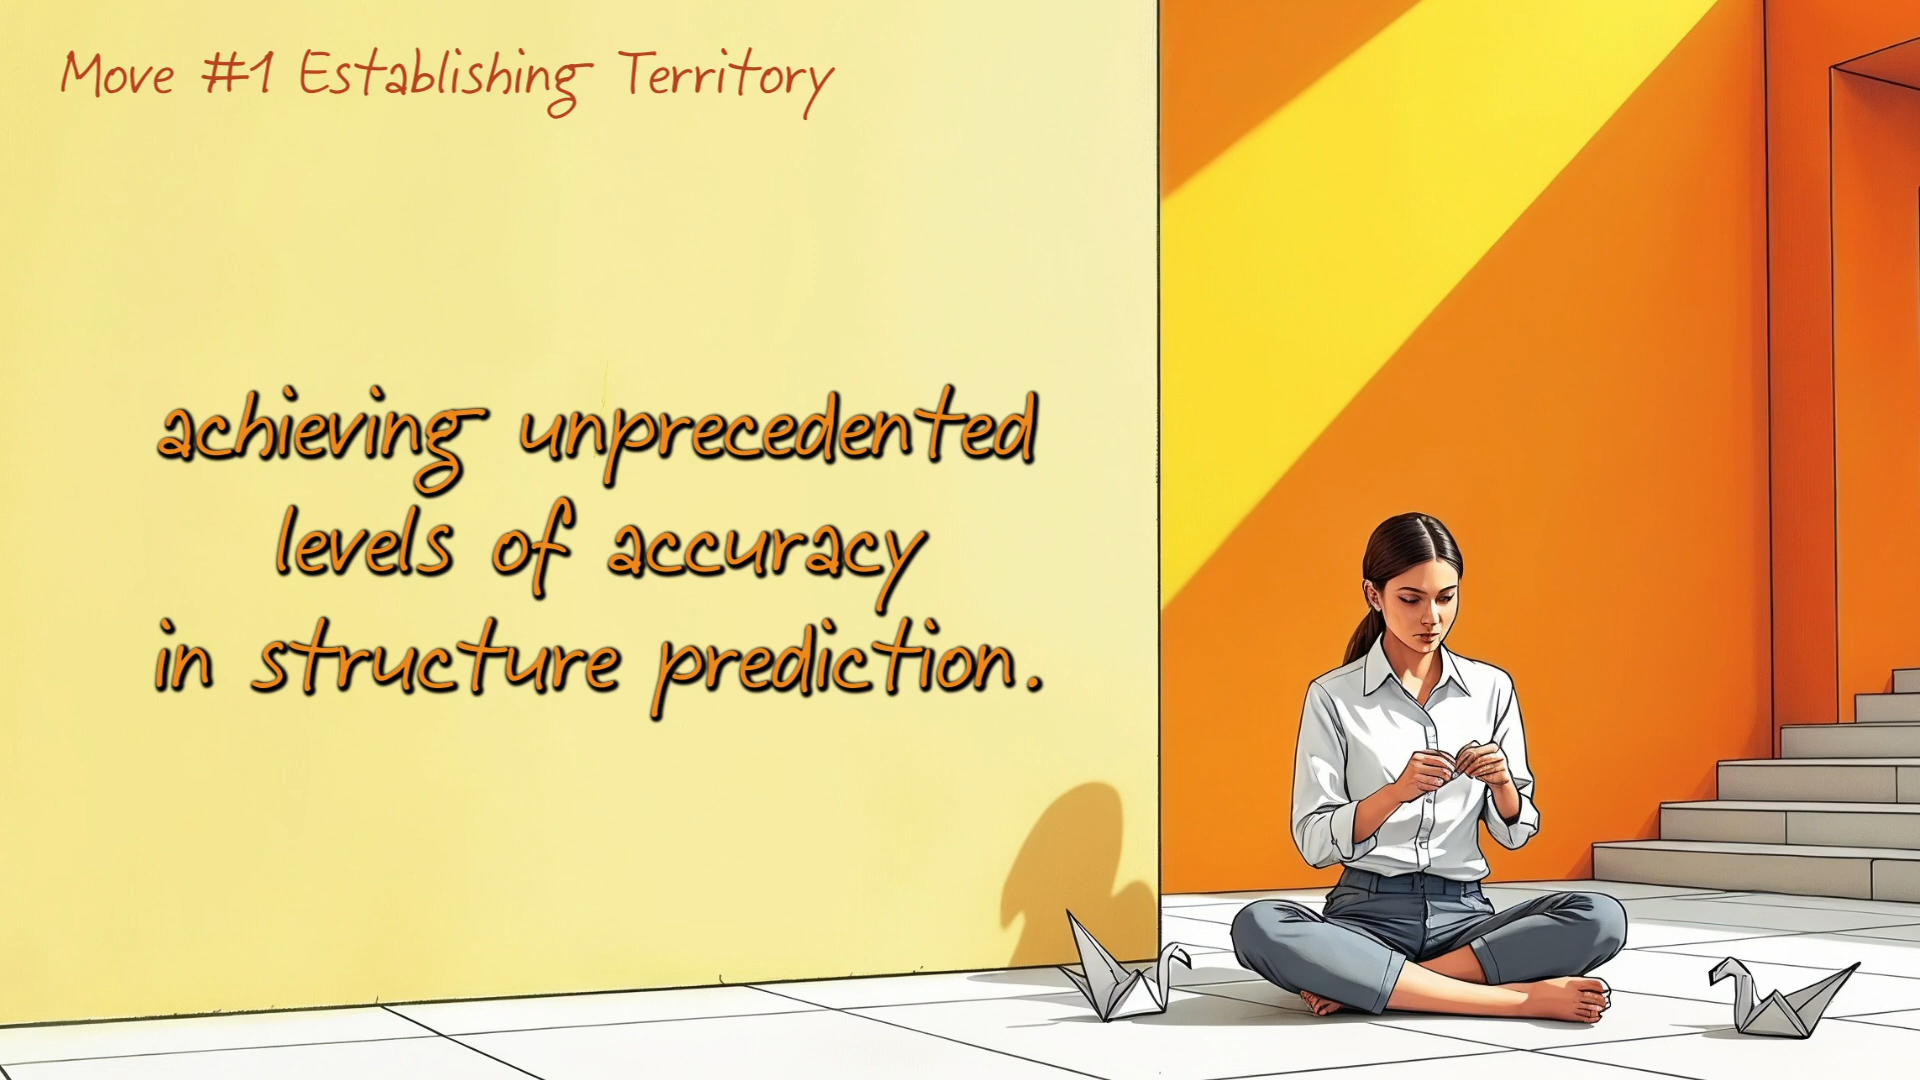 Move #1 Establishing Territory
achieving unprecedented
levels of accuracy
in structure prediction.